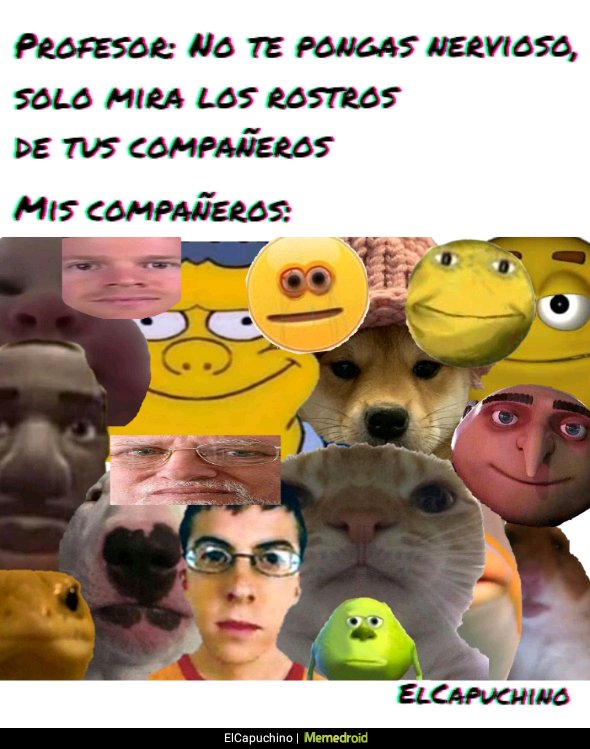 Profesor: No te pongas nervioso,
solo mira los rostros
de tus compañeros
Mis compañeros:
ElCapuchino
ElCapuchino | Memedroid